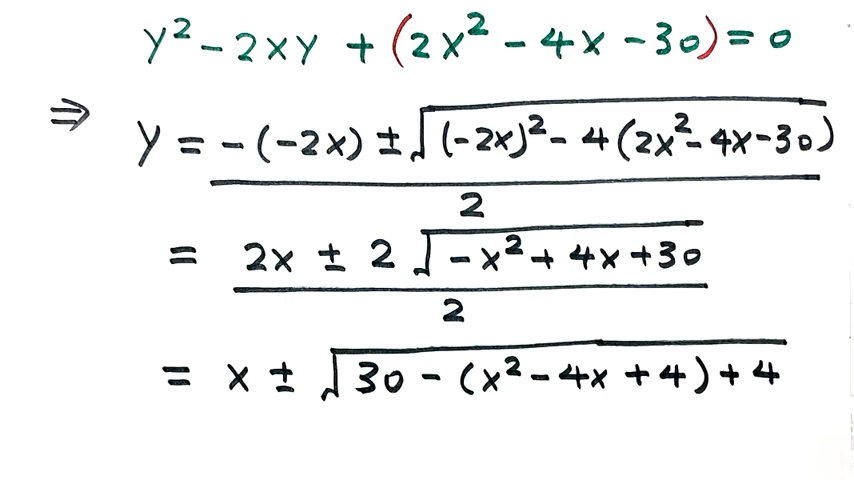 y² - 2xy + (2x² - 4x - 30) = 0
⇒ y = -(-2x) ± √((-2x)² - 4(2x² - 4x - 30)) / 2
= 2x ± 2√(-x² + 4x + 30) / 2
= x ± √(30 - (x² - 4x + 4) + 4)